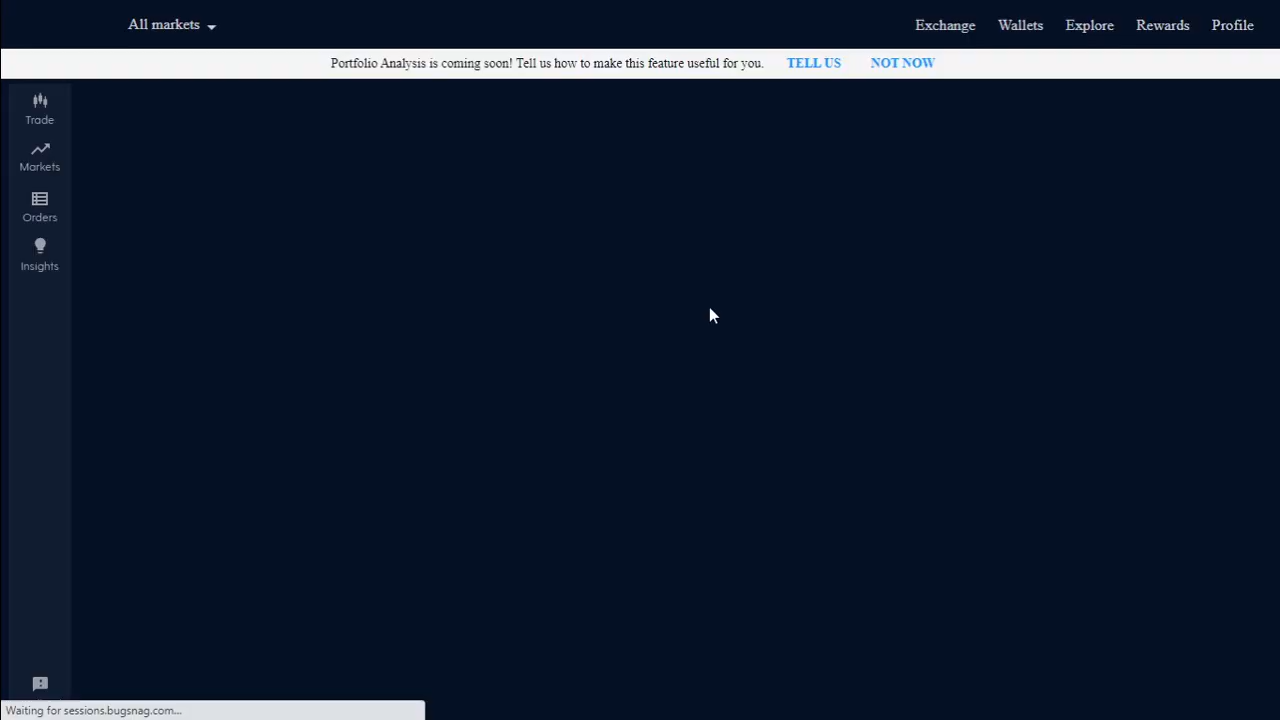 All markets
Exchange Wallets Explore Rewards Profile
Portfolio Analysis is coming soon! Tell us how to make this feature useful for you. TELL US NOT NOW
Trade
Markets
Orders
Insights
Waiting for sessions.bugsnag.com...